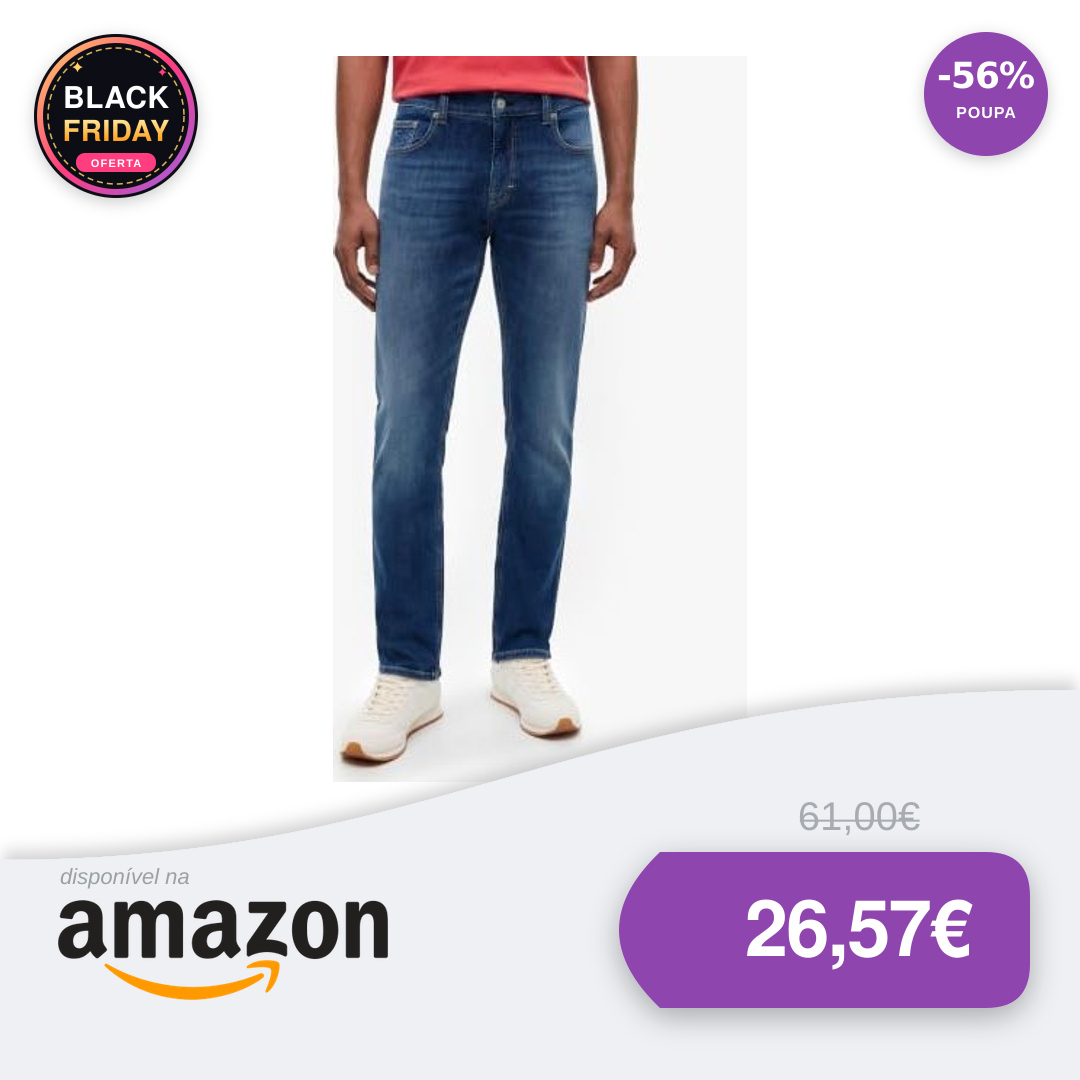 BLACK
FRIDAY
OFERTA
-56%
POUPA
61,00€
26,57€
disponível na
amazon